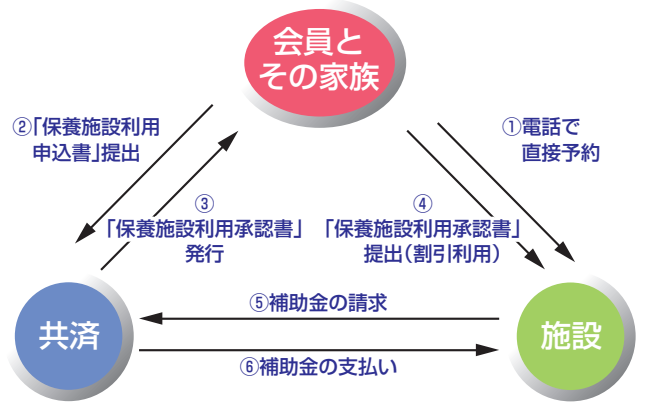 会員と
その家族
②「保養施設利用
申込書」提出
①電話で
直接予約
③
「保養施設利用承認書」
発行
④
「保養施設利用承認書」
提出(割引利用)
⑤補助金の請求
共済
施設
⑥補助金の支払い